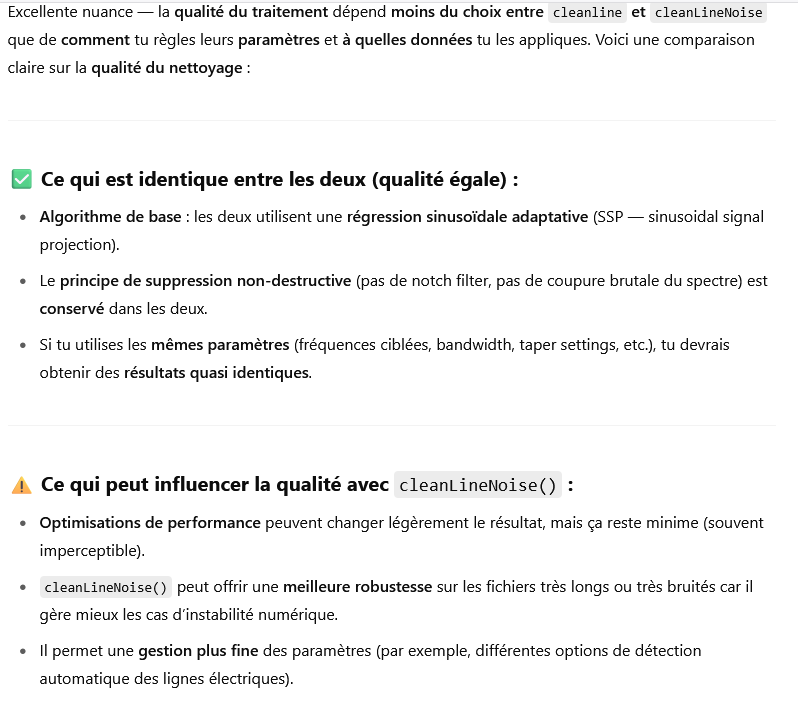 Excellente nuance — la qualité du traitement dépend moins du choix entre cleanline et cleanLineNoise
que de comment tu règles leurs paramètres et à quelles données tu les appliques. Voici une comparaison
claire sur la qualité du nettoyage :
✅ Ce qui est identique entre les deux (qualité égale) :
• Algorithme de base : les deux utilisent une régression sinusoïdale adaptative (SSP — sinusoidal signal
projection).
• Le principe de suppression non-destructive (pas de notch filter, pas de coupure brutale du spectre) est
conservé dans les deux.
• Si tu utilises les mêmes paramètres (fréquences ciblées, bandwidth, taper settings, etc.), tu devrais
obtenir des résultats quasi identiques.
⚠️ Ce qui peut influencer la qualité avec cleanLineNoise() :
• Optimisations de performance peuvent changer légèrement le résultat, mais ça reste minime (souvent
imperceptible).
• cleanLineNoise() peut offrir une meilleure robustesse sur les fichiers très longs ou très bruités car il
gère mieux les cas d’instabilité numérique.
• Il permet une gestion plus fine des paramètres (par exemple, différentes options de détection
automatique des lignes électriques).